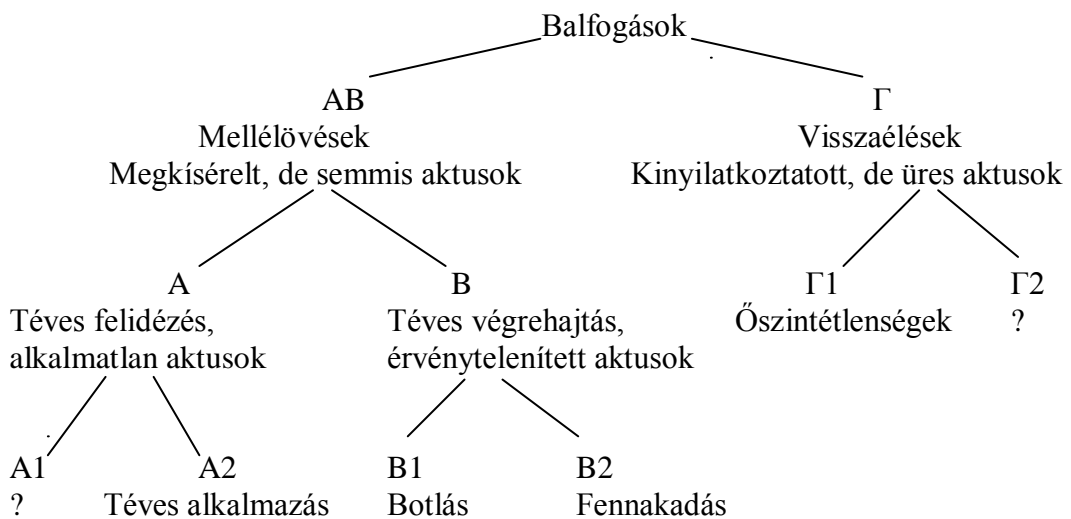 Balfogások
AB Γ
Mellélövések Visszaélések
Megkísérelt, de semmis aktusok Kinyilatkoztatott, de üres aktusok
A B Γ1 Γ2
Téves felidézés, Téves végrehajtás, Őszintétlenségek ?
alkalmatlan aktusok érvénytelenített aktusok
A1 A2 B1 B2
? Téves alkalmazás Botlás Fennakadás